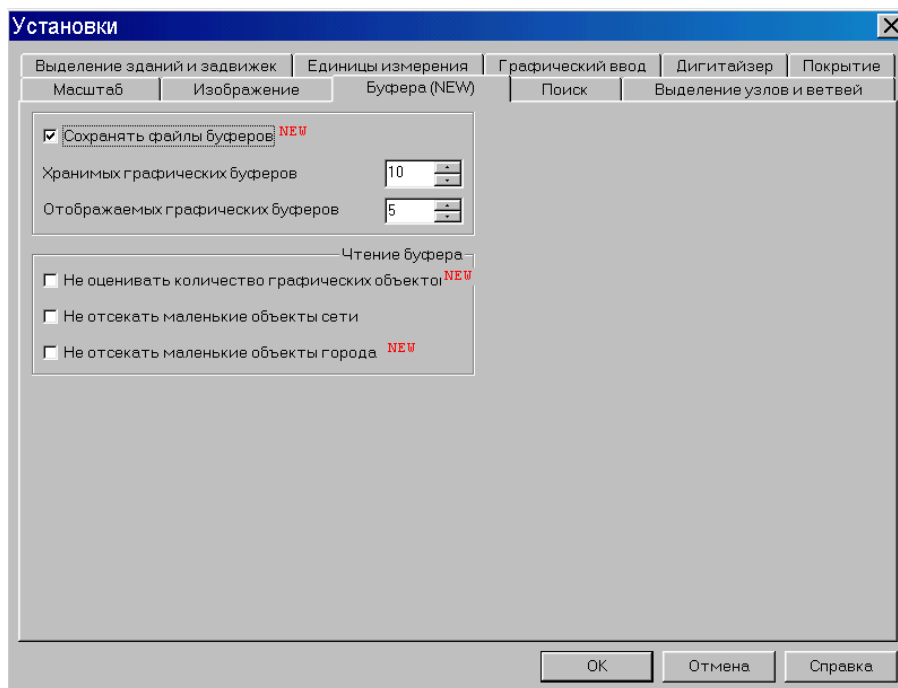 Установки
Выделение зданий и задвижек Единицы измерения Графический ввод Дигитайзер Покрытие
Масштаб Изображение Буфера (NEW) Поиск Выделение узлов и ветвей
Сохранять файлы буферов NEW
Хранимых графических буферов 10
Отображаемых графических буферов 5
Чтение буфера
Не оценивать количество графических объекто NEW
Не отсекать маленькие объекты сети
Не отсекать маленькие объекты города NEW
OK Отмена Справка